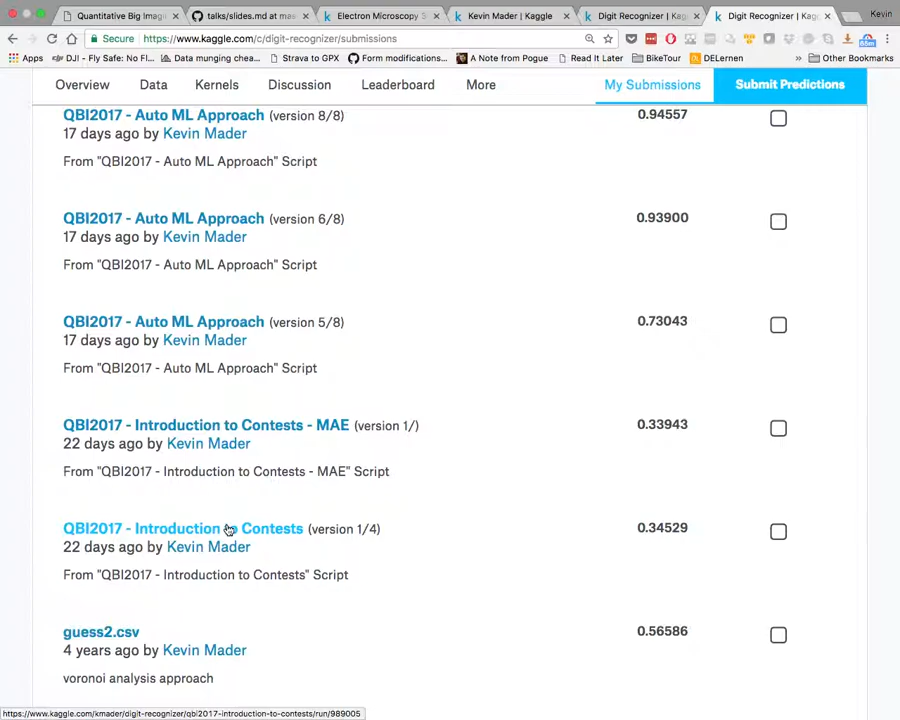 Quantitative Big Imagi
talks/slides.md at mas
Electron Microscopy 3
Kevin Mader | Kaggle
Digit Recognizer | Kag
Digit Recognizer | Kag
Kevin
Secure
https://www.kaggle.com/c/digit-recognizer/submissions
Apps
DJI - Fly Safe: No Fl...
Data munging chea...
Strava to GPX
Form modifications...
A Note from Pogue
Read It Later
BikeTour
DELernen
»
Other Bookmarks
Overview
Data
Kernels
Discussion
Leaderboard
More
My Submissions
Submit Predictions
QBI2017 - Auto ML Approach (version 8/8)
0.94557
17 days ago by Kevin Mader
From "QBI2017 - Auto ML Approach" Script
QBI2017 - Auto ML Approach (version 6/8)
0.93900
17 days ago by Kevin Mader
From "QBI2017 - Auto ML Approach" Script
QBI2017 - Auto ML Approach (version 5/8)
0.73043
17 days ago by Kevin Mader
From "QBI2017 - Auto ML Approach" Script
QBI2017 - Introduction to Contests - MAE (version 1/)
0.33943
22 days ago by Kevin Mader
From "QBI2017 - Introduction to Contests - MAE" Script
QBI2017 - Introduction to Contests (version 1/4)
0.34529
22 days ago by Kevin Mader
From "QBI2017 - Introduction to Contests" Script
guess2.csv
0.56586
4 years ago by Kevin Mader
voronoi analysis approach
https://www.kaggle.com/kmader/digit-recognizer/qbi2017-introduction-to-contests/run/989005